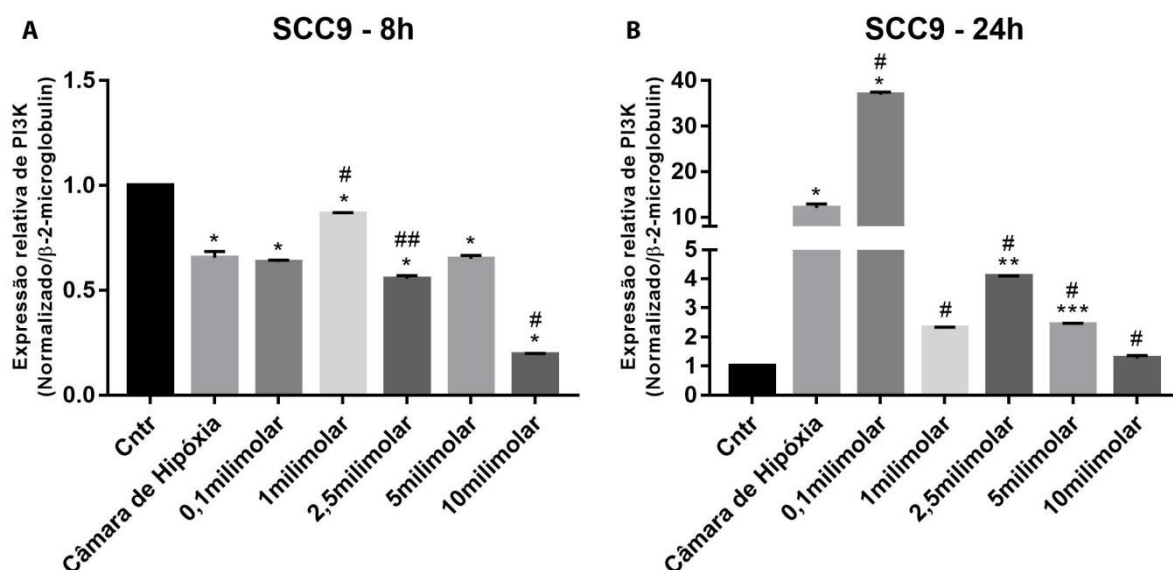 A
SCC9 - 8h
Expressão relativa de PI3K
(Normalizado/β-2-microglobulin)
1.5
1.0
0.5
0.0
*
*
#
*
##
*
*
#
*
Cntr
Câmara de Hipóxia
0,1milimolar
1milimolar
2,5milimolar
5milimolar
10milimolar
B
SCC9 - 24h
Expressão relativa de PI3K
(Normalizado/β-2-microglobulin)
40
30
20
10
5
4
3
2
1
0
*
#
*
#
#
**
#
***
#
Cntr
Câmara de Hipóxia
0,1milimolar
1milimolar
2,5milimolar
5milimolar
10milimolar